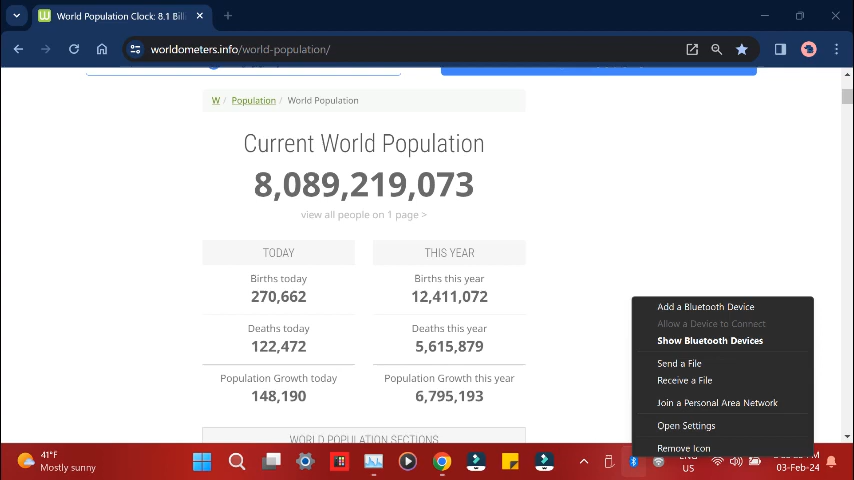 World Population Clock: 8.1 Bill
worldometers.info/world-population/
W / Population / World Population
Current World Population
8,089,219,073
view all people on 1 page >
TODAY
Births today
270,662
Deaths today
122,472
Population Growth today
148,190
THIS YEAR
Births this year
12,411,072
Deaths this year
5,615,879
Population Growth this year
6,795,193
WORLD POPULATION SECTIONS
Add a Bluetooth Device
Allow a Device to Connect
Show Bluetooth Devices
Send a File
Receive a File
Join a Personal Area Network
Open Settings
Remove Icon
41°F
Mostly sunny
ENG
US
03-Feb-24